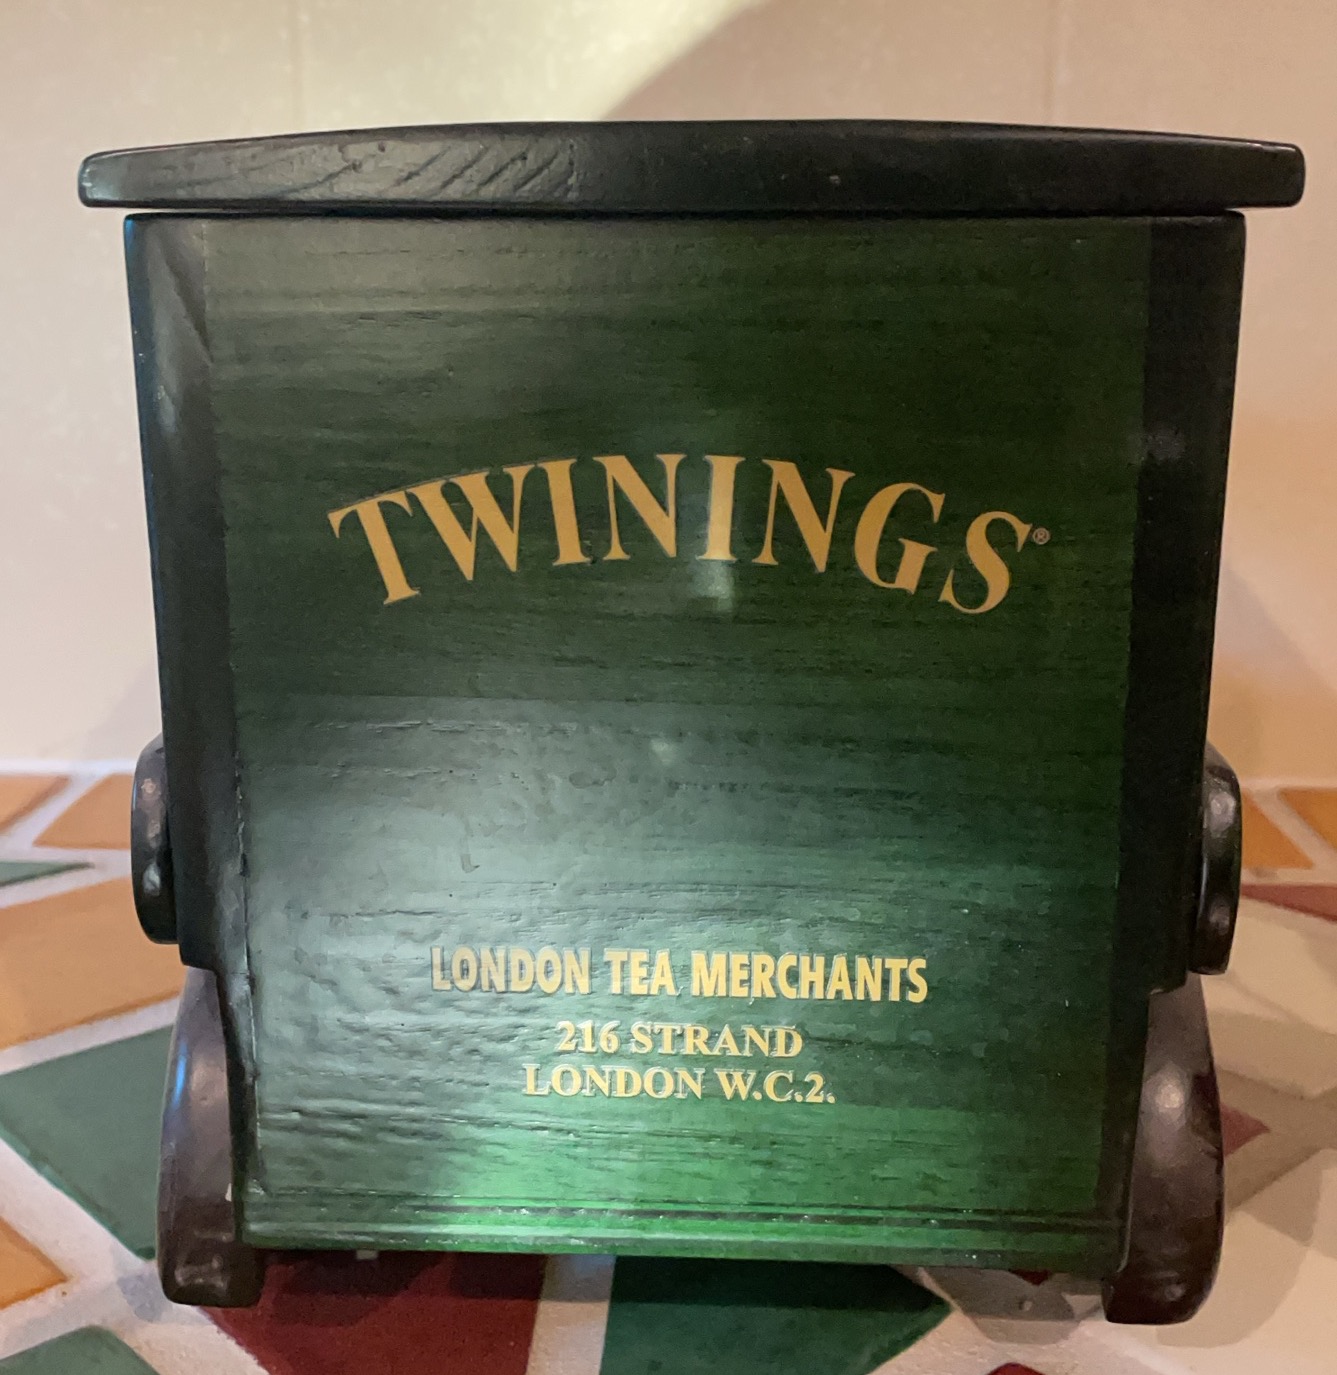 TWININGS®
LONDON TEA MERCHANTS
216 STRAND
LONDON W.C.2.